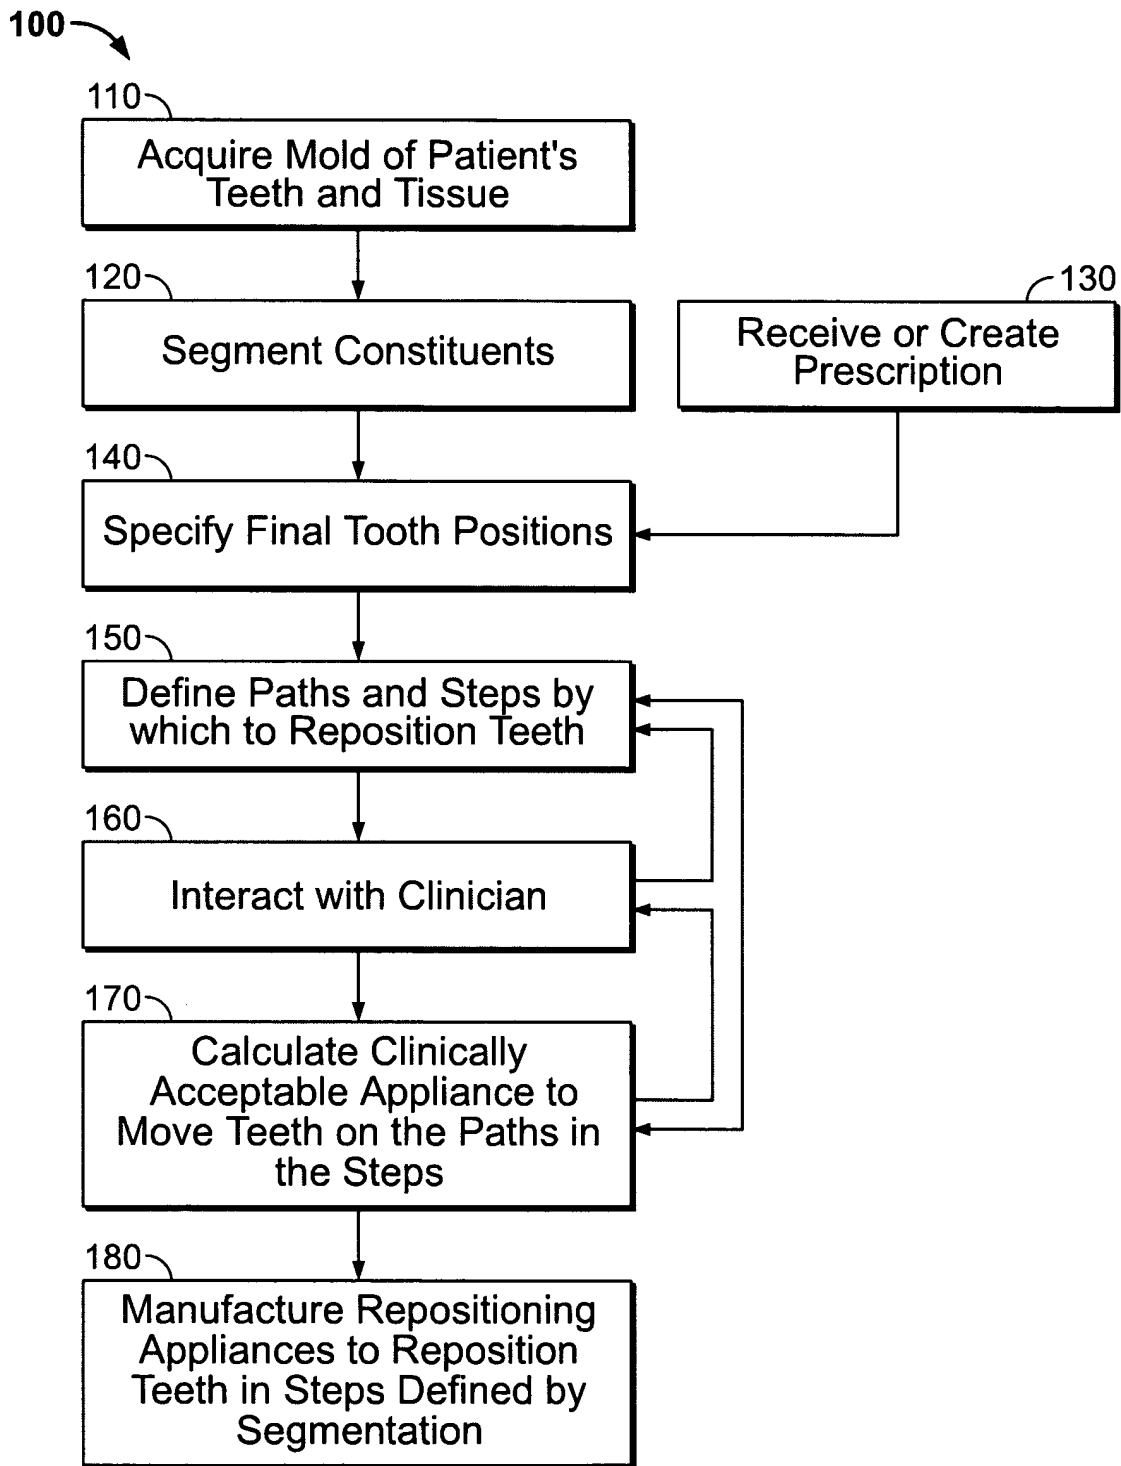 100
110
Acquire Mold of Patient's
Teeth and Tissue
120
Segment Constituents
130
Receive or Create
Prescription
140
Specify Final Tooth Positions
150
Define Paths and Steps by
which to Reposition Teeth
160
Interact with Clinician
170
Calculate Clinically
Acceptable Appliance to
Move Teeth on the Paths in
the Steps
180
Manufacture Repositioning
Appliances to Reposition
Teeth in Steps Defined by
Segmentation